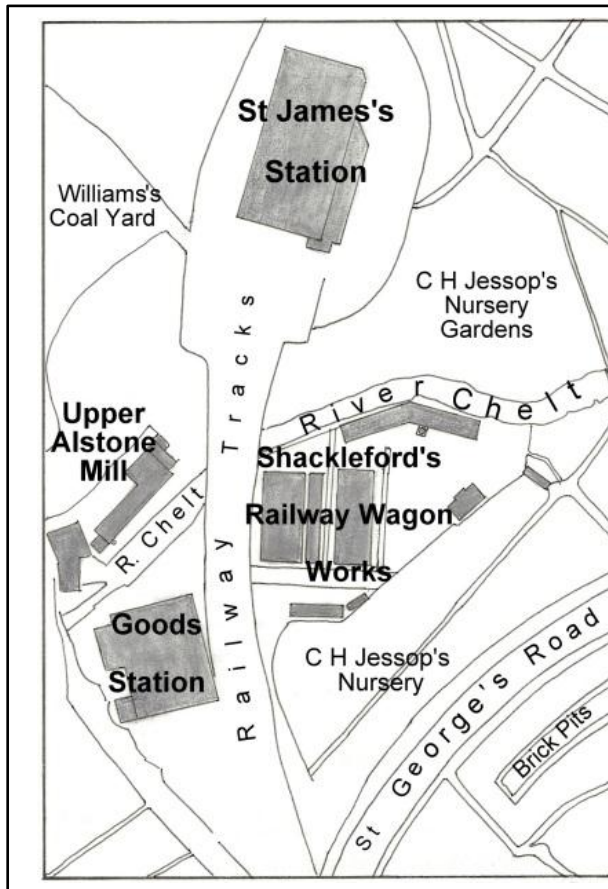 St James's
Station
Williams's
Coal Yard
C H Jessop's
Nursery
Gardens
Railway Tracks
River Chelt
Upper
Alstone
Mill
R. Chelt
Shackleford's
Railway Wagon
Works
Goods
Station
C H Jessop's
Nursery
St George's Road
Brick Pits